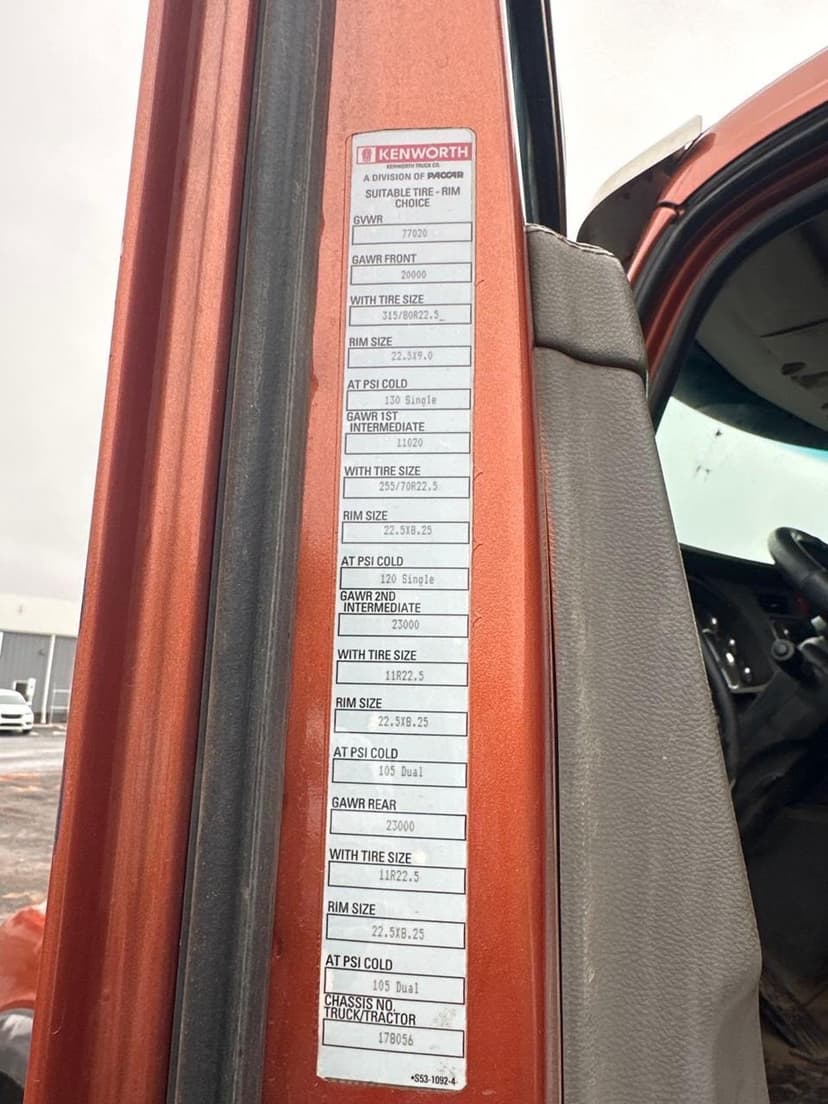 KENWORTH
KENWORTH TRUCK CO.
A DIVISION OF PACCAR
SUITABLE TIRE - RIM
CHOICE
GVWR
77020
GAWR FRONT
20000
WITH TIRE SIZE
315/80R22.5_
RIM SIZE
22.5X9.0
AT PSI COLD
130 Single
GAWR 1ST
INTERMEDIATE
11020
WITH TIRE SIZE
255/70R22.5
RIM SIZE
22.5X8.25
AT PSI COLD
120 Single
GAWR 2ND
INTERMEDIATE
23000
WITH TIRE SIZE
11R22.5
RIM SIZE
22.5X8.25
AT PSI COLD
105 Dual
GAWR REAR
23000
WITH TIRE SIZE
11R22.5
RIM SIZE
22.5X8.25
AT PSI COLD
105 Dual
CHASSIS NO.
TRUCK/TRACTOR
178056
•S53-1092-4